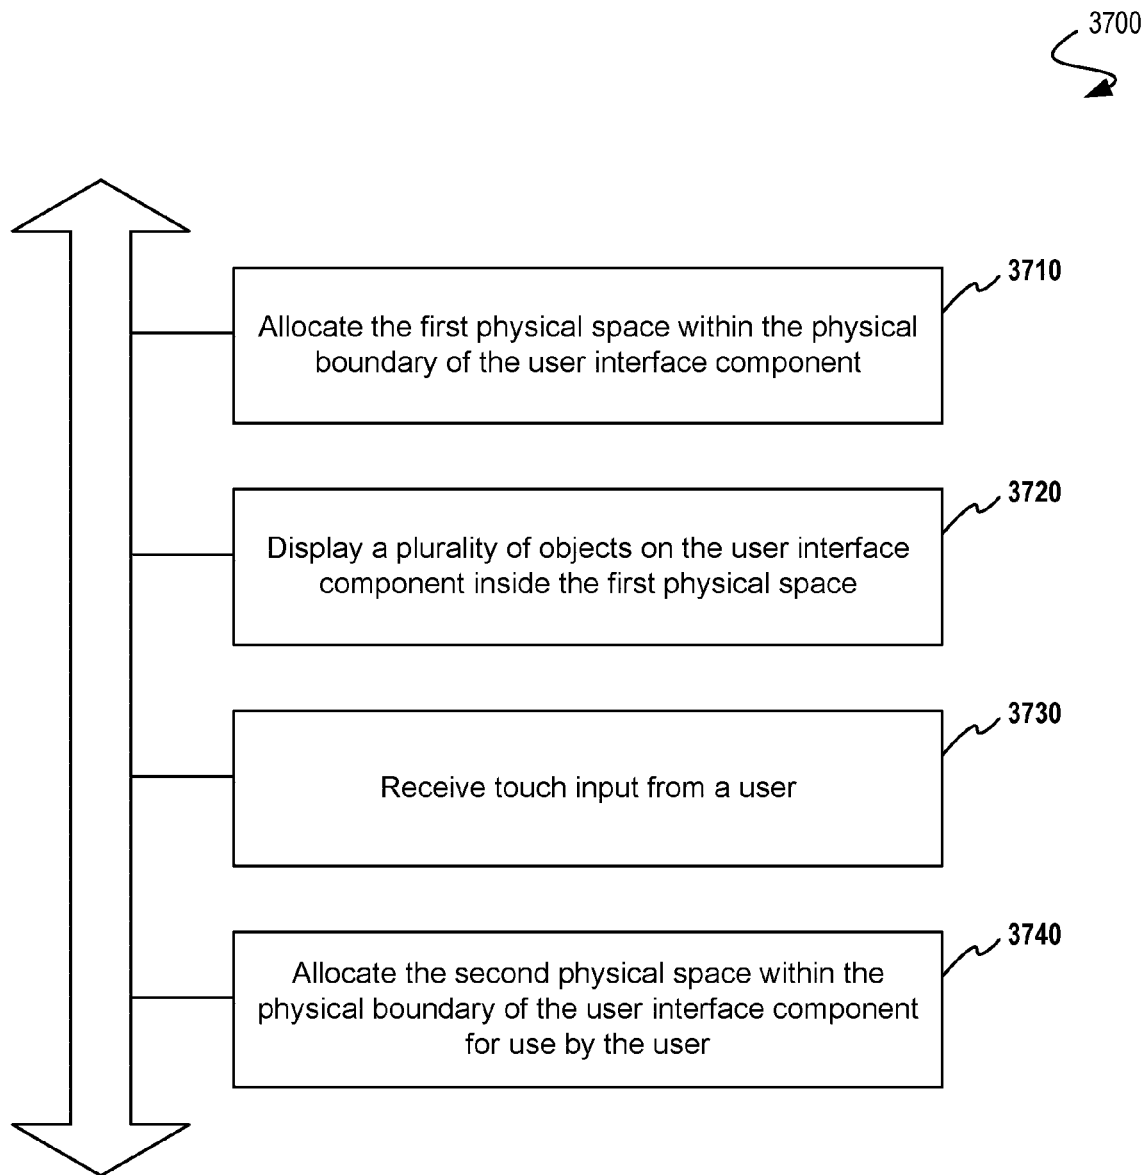 3700
3710
Allocate the first physical space within the physical
boundary of the user interface component
3720
Display a plurality of objects on the user interface
component inside the first physical space
3730
Receive touch input from a user
3740
Allocate the second physical space within the
physical boundary of the user interface component
for use by the user